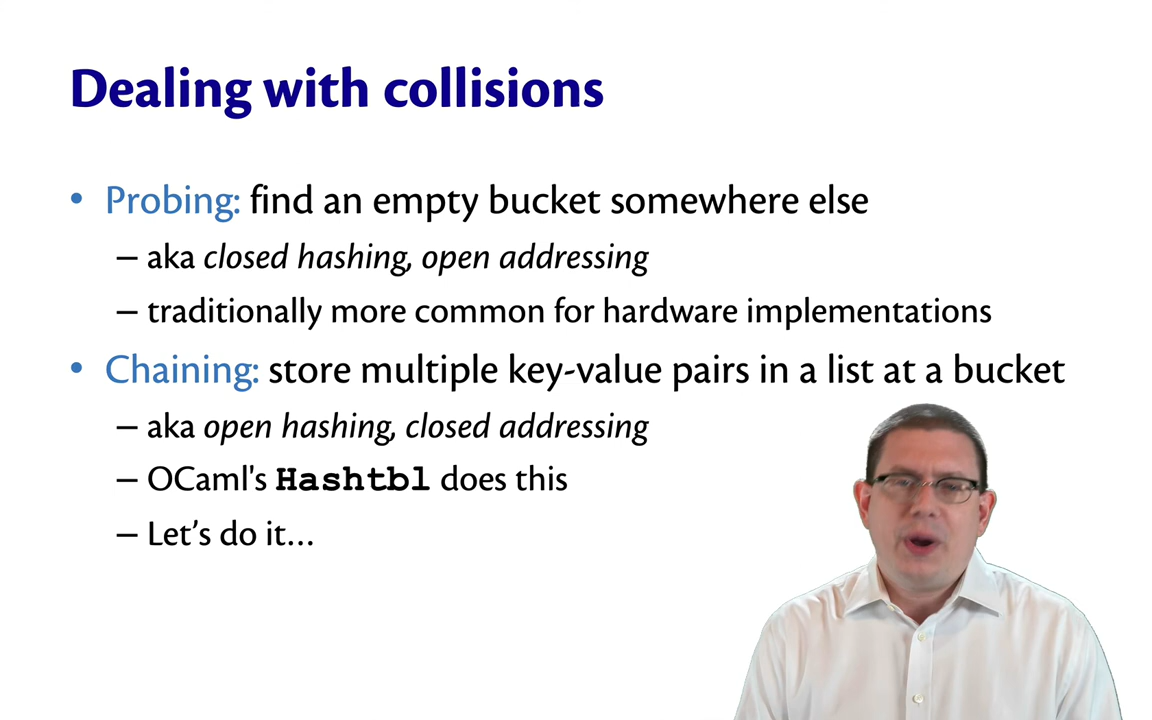 Dealing with collisions
• Probing: find an empty bucket somewhere else
– aka closed hashing, open addressing
– traditionally more common for hardware implementations
• Chaining: store multiple key-value pairs in a list at a bucket
– aka open hashing, closed addressing
– OCaml's Hashtbl does this
– Let’s do it…